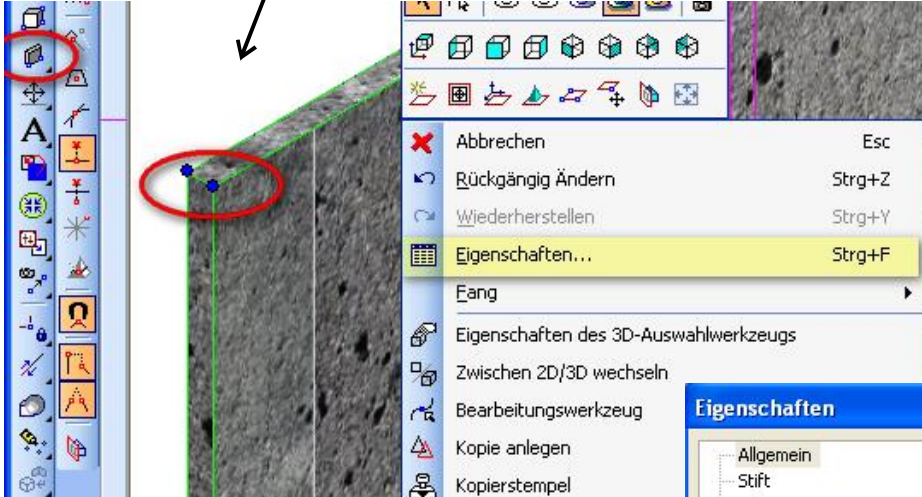 A
Abbrechen Esc
Rückgängig Ändern Strg+Z
Wiederherstellen Strg+Y
Eigenschaften... Strg+F
Fang
Eigenschaften des 3D-Auswahlwerkzeugs
Zwischen 2D/3D wechseln
Bearbeitungswerkzeug
Kopie anlegen
Kopierstempel
Eigenschaften
Allgemein
Stift